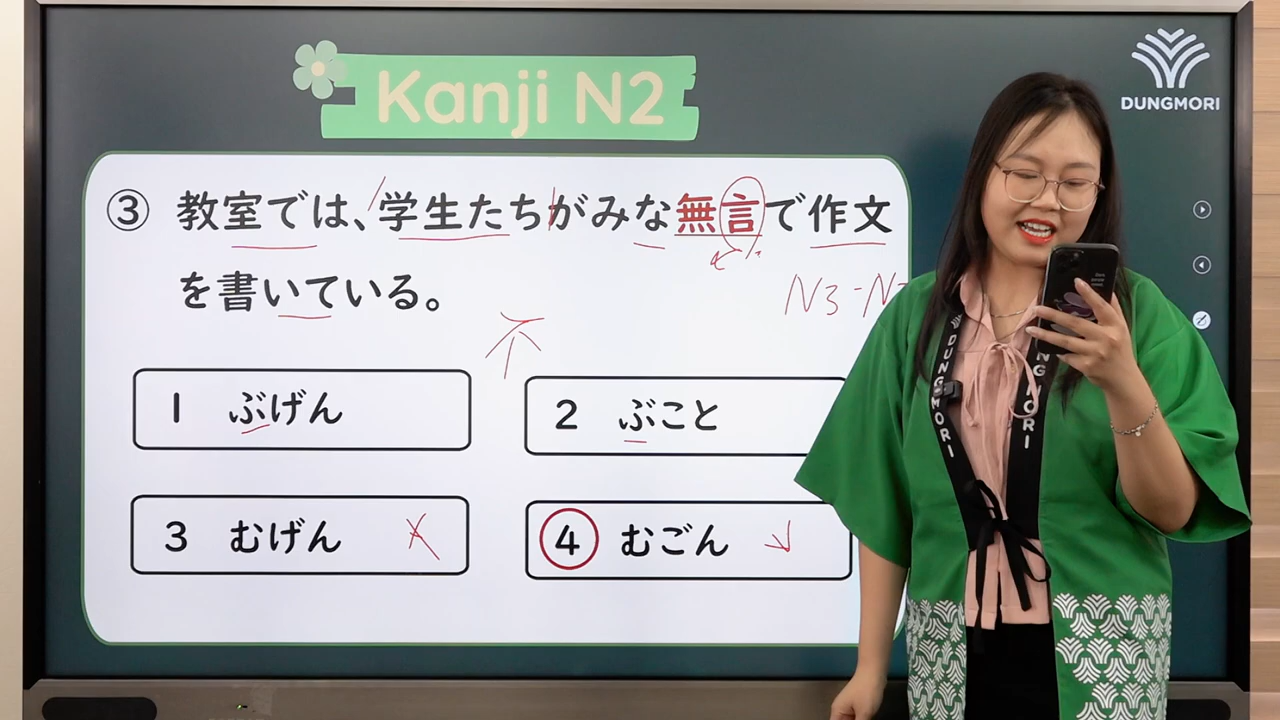 Kanji N2
DUNGMORI
③ 教室では、学生たちがみな無言で作文
を書いている。
N3-N
1 ぶげん
2 ぶこと
3 むげん
4 むごん
DUNGMORI
NGMORI